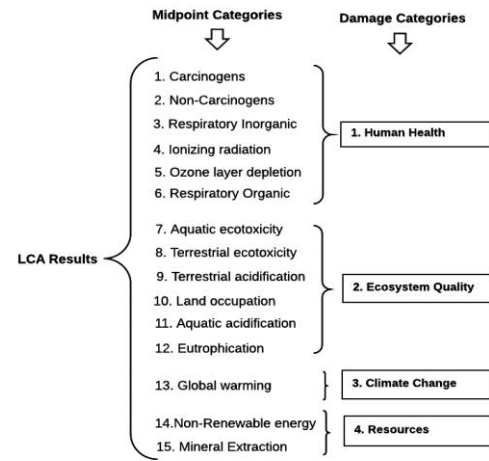 Midpoint Categories
Damage Categories
1. Carcinogens
2. Non-Carcinogens
3. Respiratory Inorganic
4. Ionizing radiation
5. Ozone layer depletion
6. Respiratory Organic
1. Human Health
LCA Results
7. Aquatic ecotoxicity
8. Terrestrial ecotoxicity
9. Terrestrial acidification
10. Land occupation
11. Aquatic acidification
12. Eutrophication
2. Ecosystem Quality
13. Global warming
3. Climate Change
14.Non-Renewable energy
15. Mineral Extraction
4. Resources